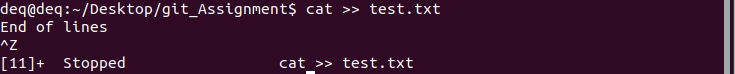 deq@deq:~/Desktop/git_Assignment$ cat >> test.txt
End of lines
^Z
[11]+  Stopped                 cat >> test.txt